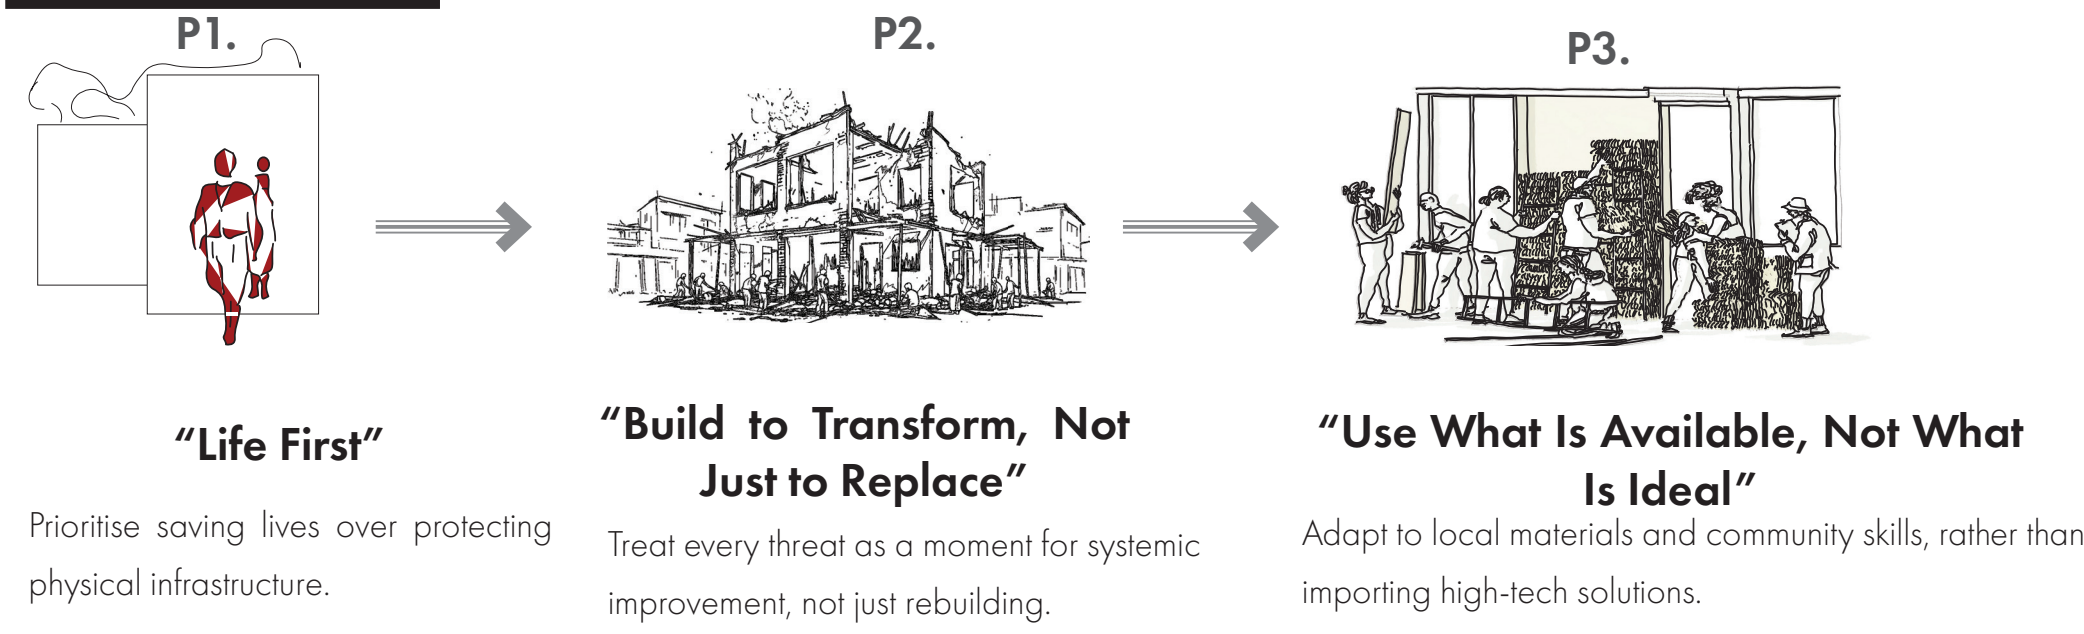 P1.
“Life First”
Prioritise saving lives over protecting
physical infrastructure.
P2.
“Build to Transform, Not
Just to Replace”
Treat every threat as a moment for systemic
improvement, not just rebuilding.
P3.
“Use What Is Available, Not What
Is Ideal”
Adapt to local materials and community skills, rather than
importing high-tech solutions.